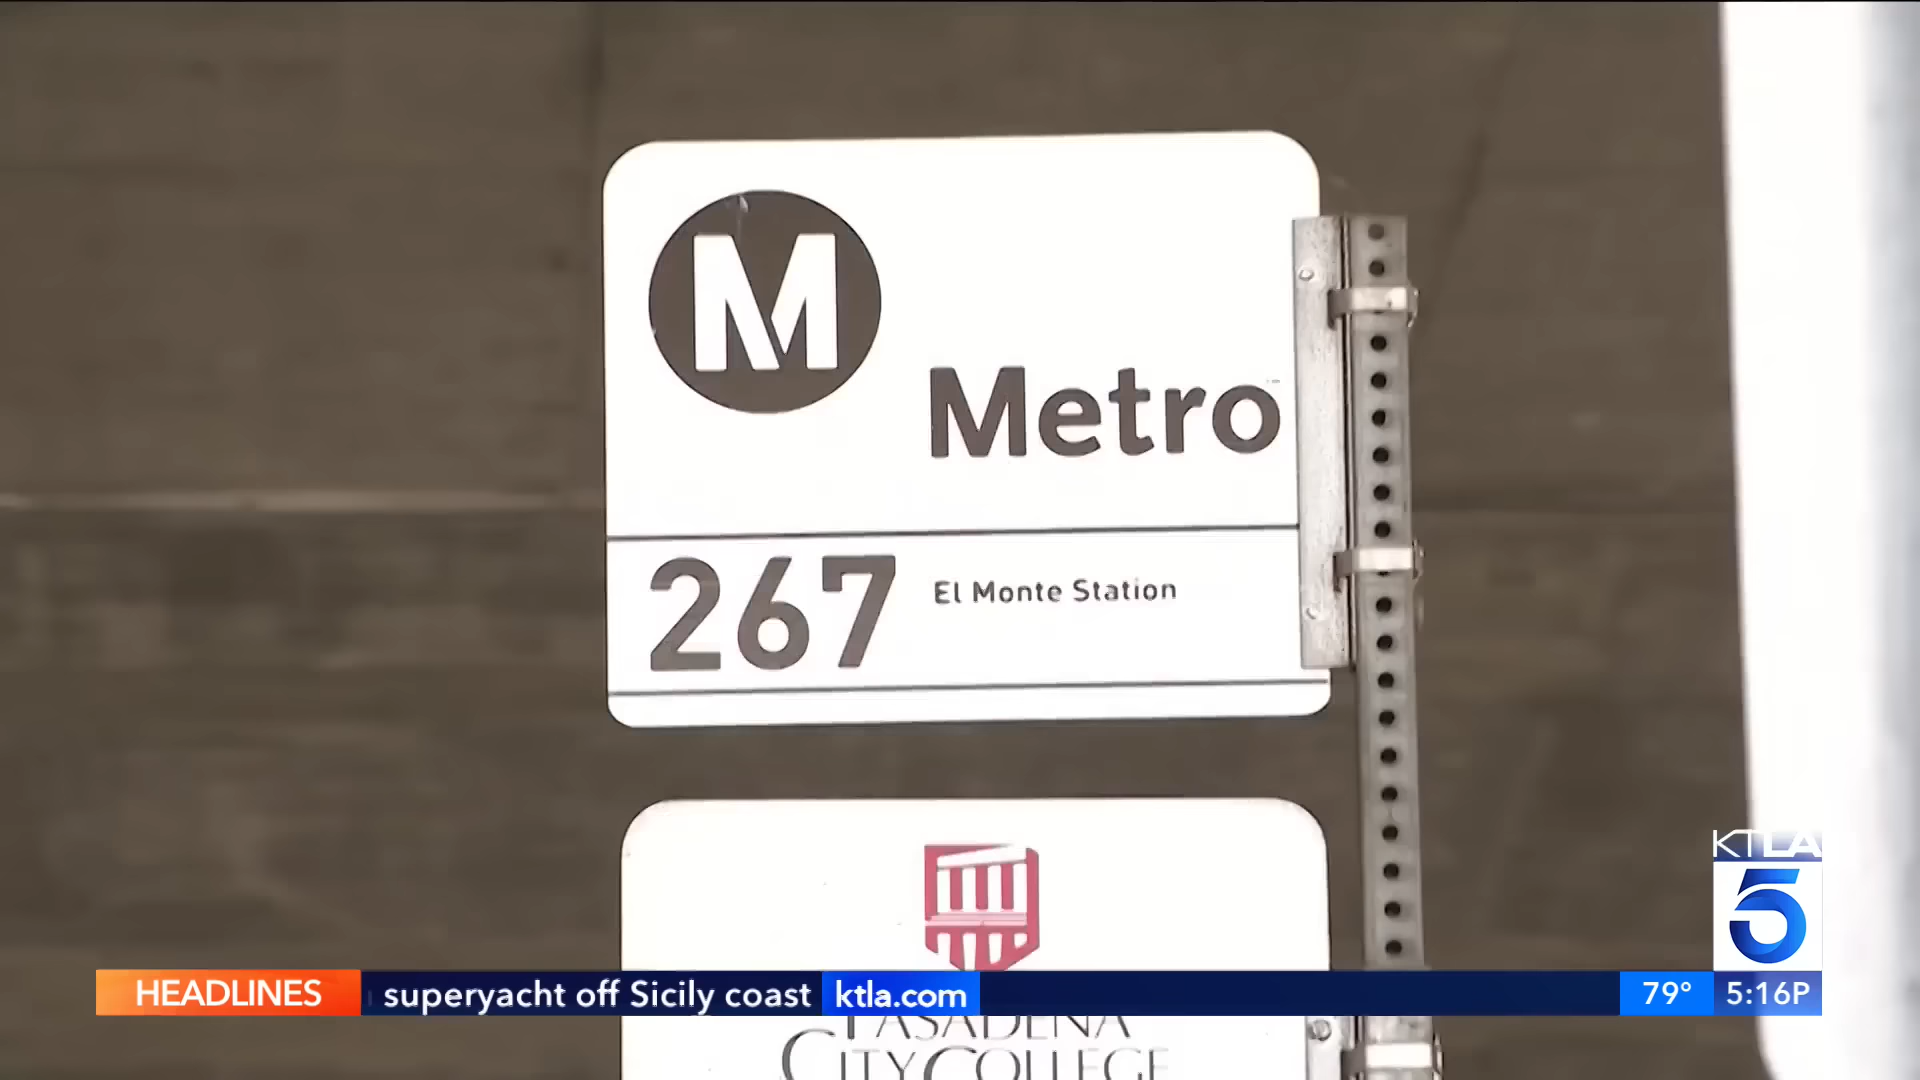 M
Metro
267 El Monte Station
KTLA
5
HEADLINES superyacht off Sicily coast ktla.com 79° 5:16P
PASADENA
CITY COLLEGE